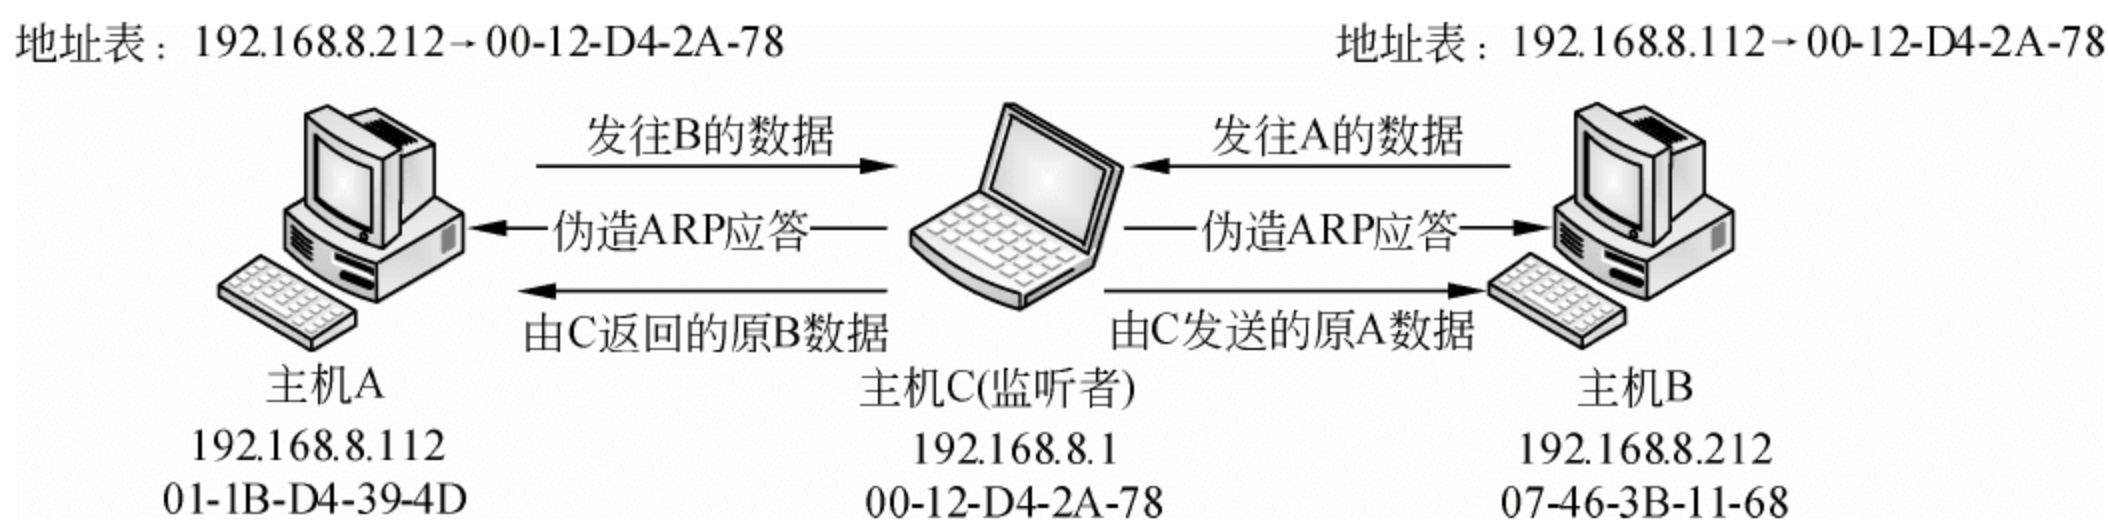 地址表：192.168.8.212→00-12-D4-2A-78
地址表：192.168.8.112→00-12-D4-2A-78
发往B的数据
发往A的数据
伪造ARP应答
伪造ARP应答
由C返回的原B数据
由C发送的原A数据
主机A
192.168.8.112
01-1B-D4-39-4D
主机C(监听者)
192.168.8.1
00-12-D4-2A-78
主机B
192.168.8.212
07-46-3B-11-68